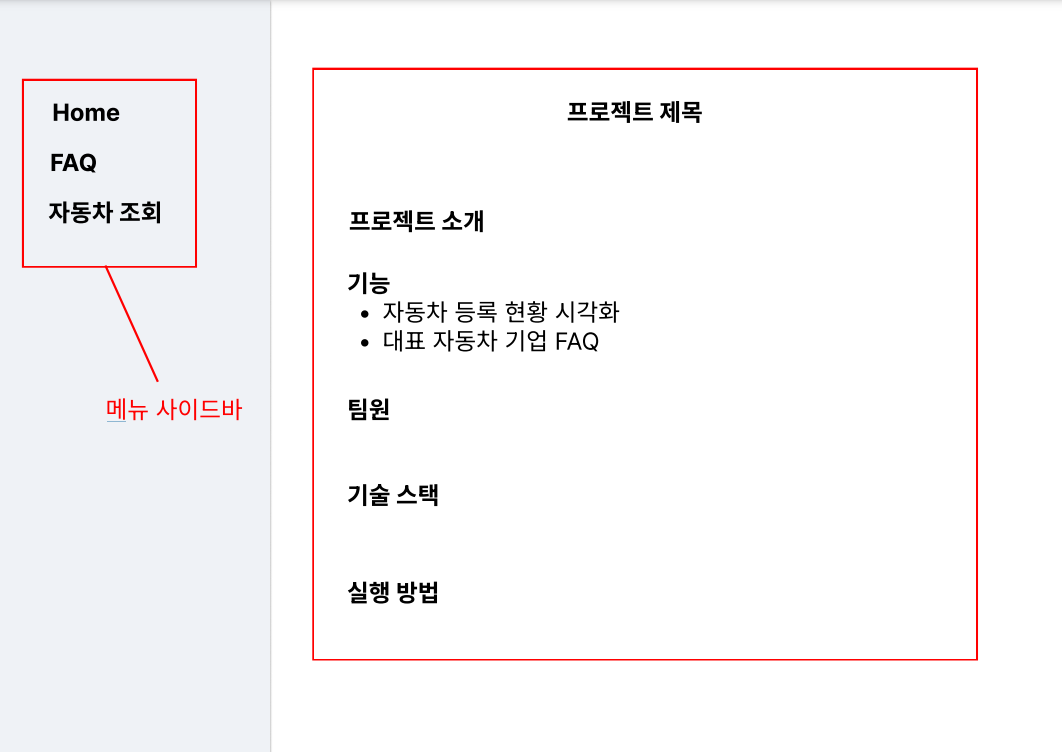 Home
FAQ
자동차 조회
메뉴 사이드바
프로젝트 제목
프로젝트 소개
기능
• 자동차 등록 현황 시각화
• 대표 자동차 기업 FAQ
팀원
기술 스택
실행 방법